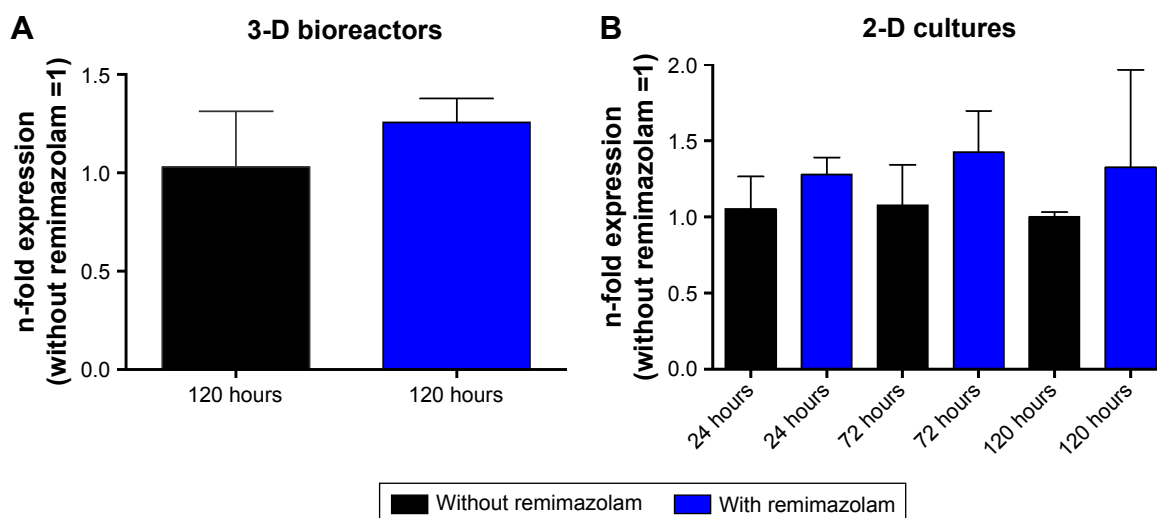 A
3-D bioreactors
n-fold expression
(without remimazolam =1)
1.5
1.0
0.5
0.0
120 hours
120 hours
B
2-D cultures
n-fold expression
(without remimazolam =1)
2.0
1.5
1.0
0.5
0.0
24 hours
24 hours
72 hours
72 hours
120 hours
120 hours
Without remimazolam
With remimazolam